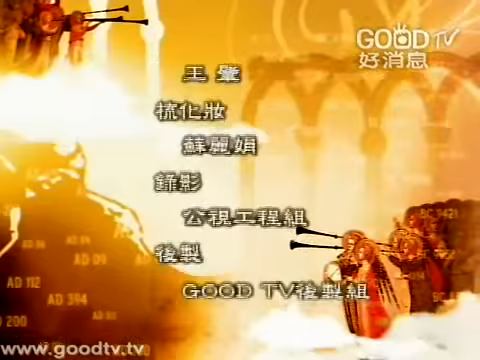 GOOD TV
好消息
王 肇
梳化妝
蘇麗娟
錄影
公視工程組
後製
GOOD TV後製組
BC 1421
AD 09
AD 112
AD 394
200
www.goodtv.tv